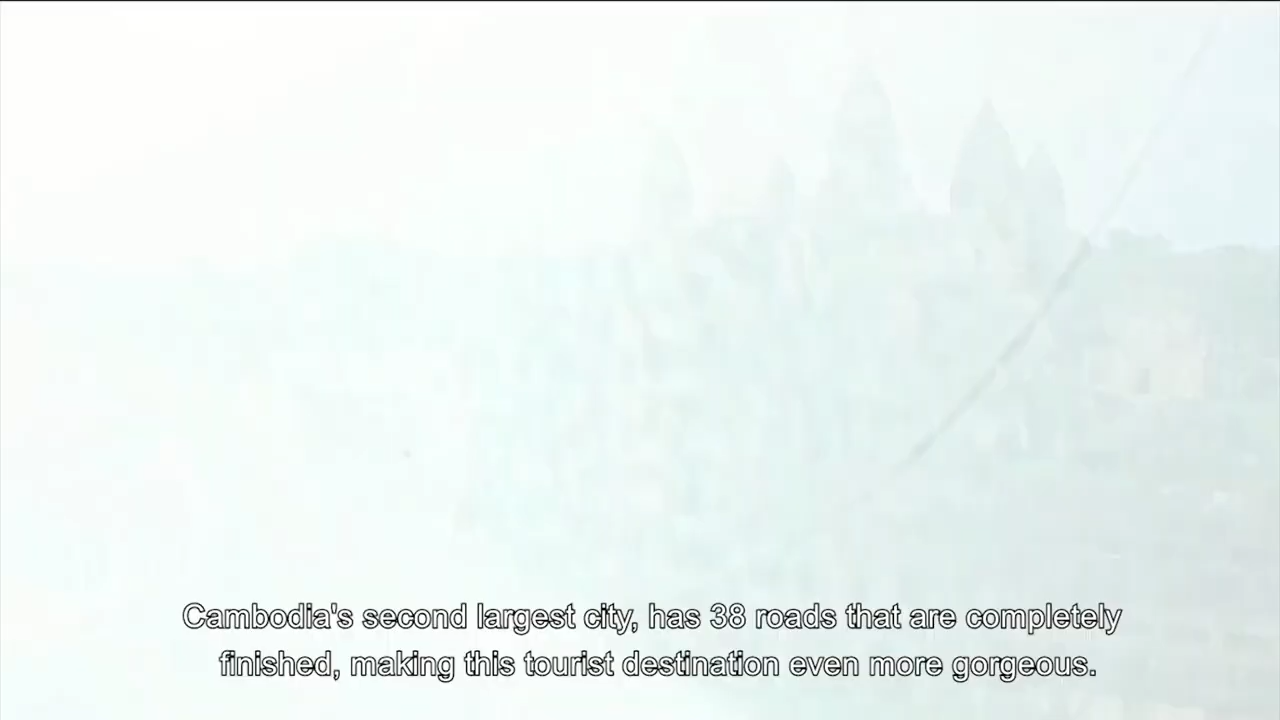 Cambodia's second largest city, has 38 roads that are completely
finished, making this tourist destination even more gorgeous.